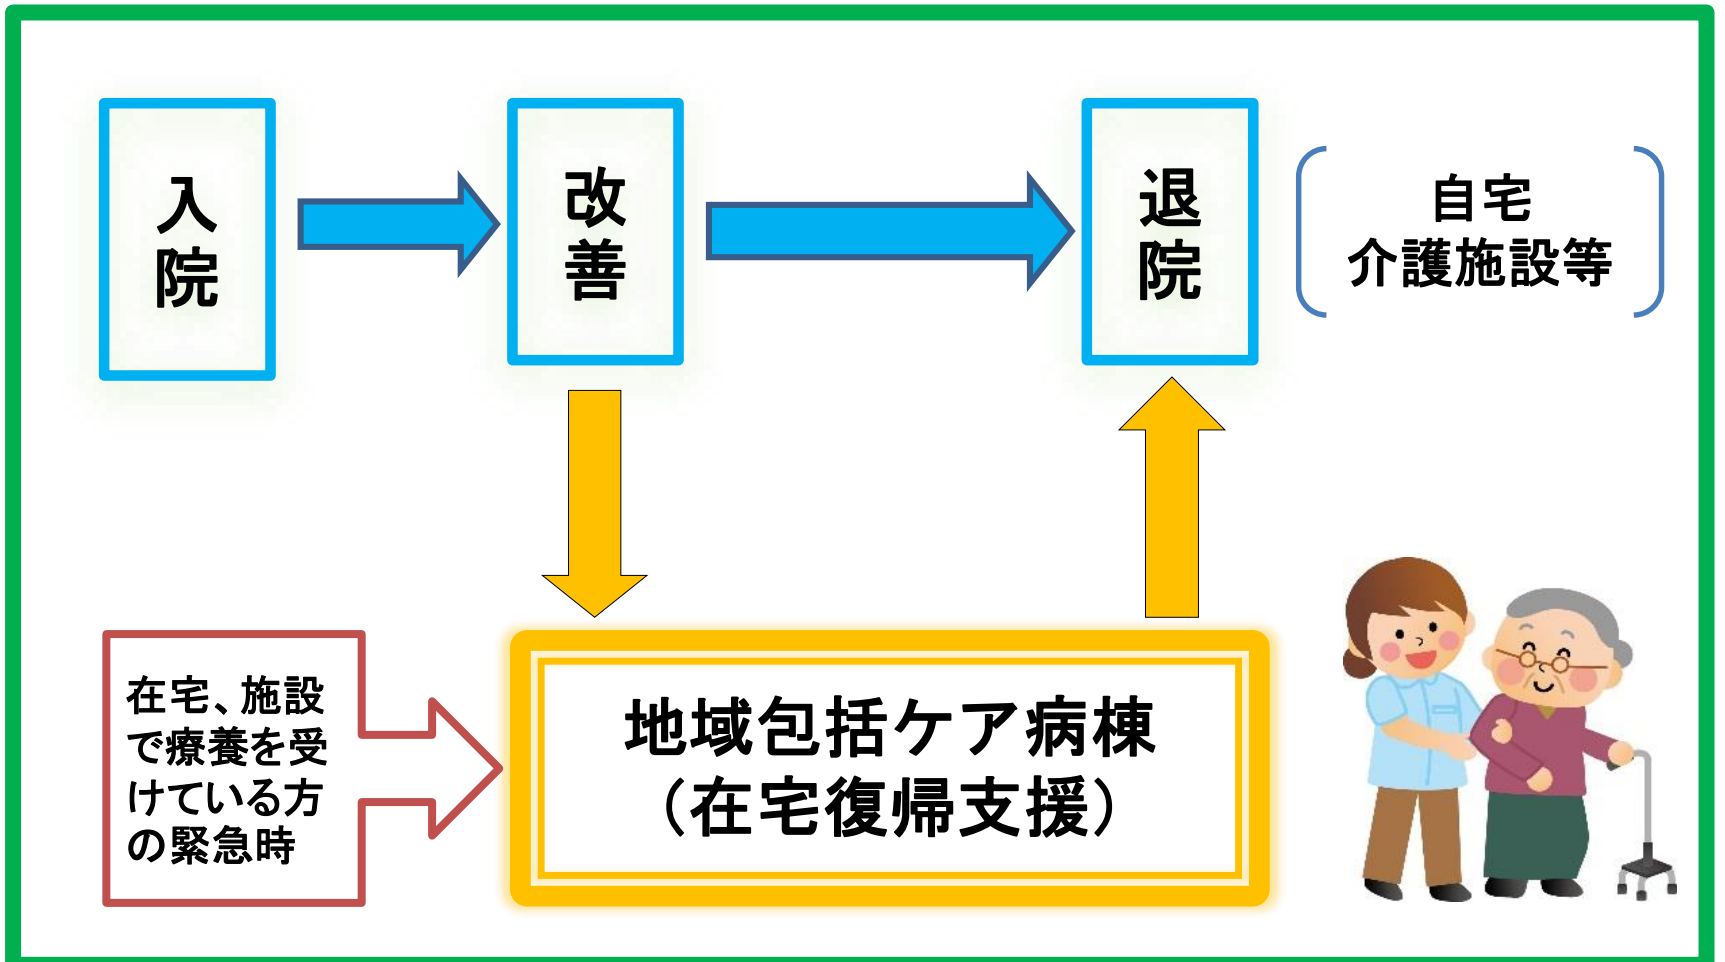 入院
改善
退院
自宅
介護施設等
在宅、施設
で療養を受
けている方
の緊急時
地域包括ケア病棟
（在宅復帰支援）